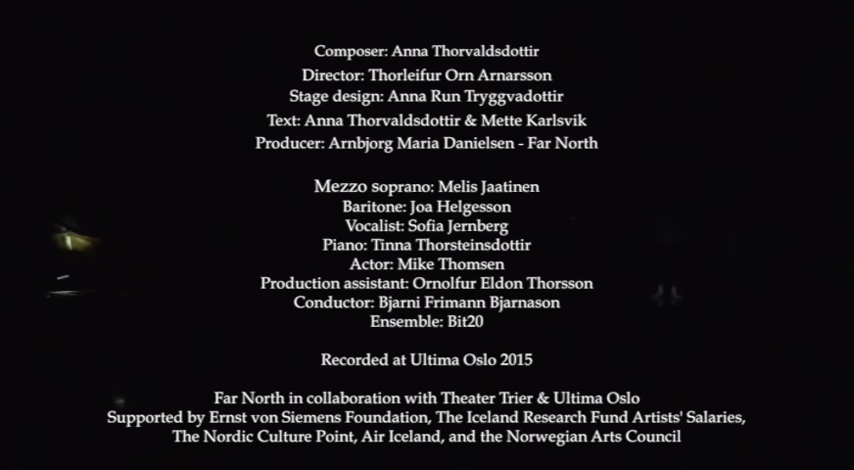 Composer: Anna Thorvaldsdottir
Director: Thorleifur Orn Arnarsson
Stage design: Anna Run Tryggvadottir
Text: Anna Thorvaldsdottir & Mette Karlsvik
Producer: Arnbjorg Maria Danielsen - Far North
Mezzo soprano: Melis Jaatinen
Baritone: Joa Helgesson
Vocalist: Sofia Jernberg
Piano: Tinna Thorsteinsdottir
Actor: Mike Thomsen
Production assistant: Ornolfur Eldon Thorsson
Conductor: Bjarni Frimann Bjarnason
Ensemble: Bit20
Recorded at Ultima Oslo 2015
Far North in collaboration with Theater Trier & Ultima Oslo
Supported by Ernst von Siemens Foundation, The Iceland Research Fund Artists' Salaries,
The Nordic Culture Point, Air Iceland, and the Norwegian Arts Council